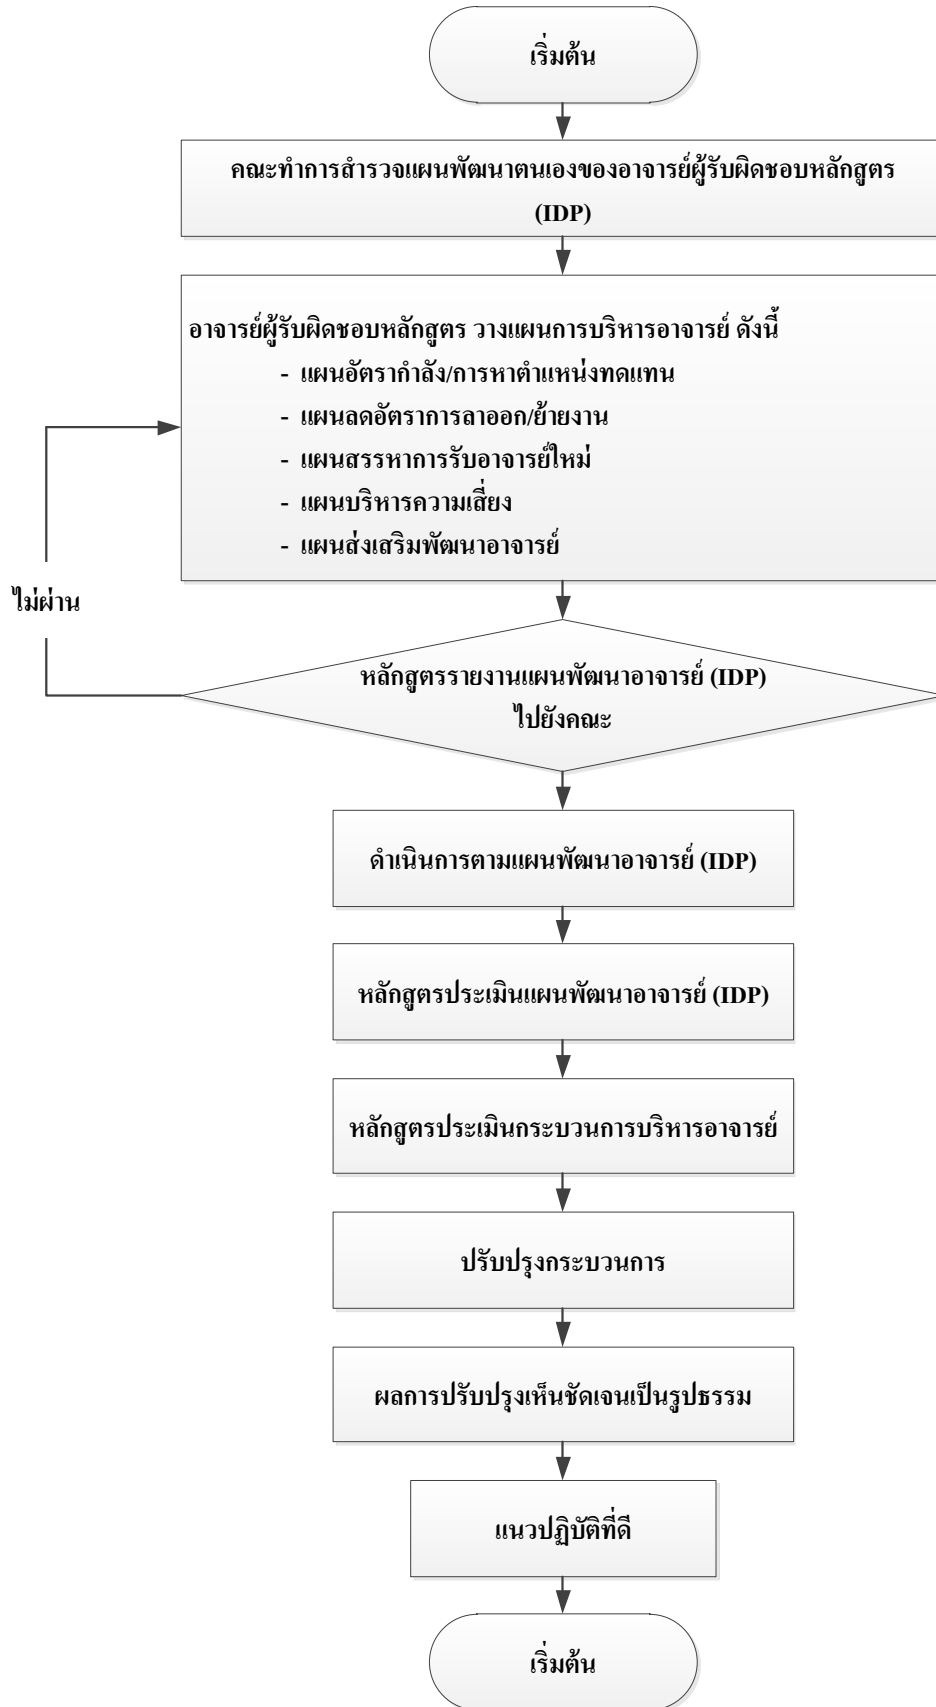 เริ่มต้น
คณะทำการสำรวจแผนพัฒนาตนเองของอาจารย์ผู้รับผิดชอบหลักสูตร
(IDP)
อาจารย์ผู้รับผิดชอบหลักสูตร วางแผนการบริหารอาจารย์ ดังนี้
- แผนอัตรากำลัง/การหาตำแหน่งทดแทน
- แผนลดอัตราการลาออก/ย้ายงาน
- แผนสรรหาการรับอาจารย์ใหม่
- แผนบริหารความเสี่ยง
- แผนส่งเสริมพัฒนาอาจารย์
ไม่ผ่าน
หลักสูตรรายงานแผนพัฒนาอาจารย์ (IDP)
ไปยังคณะ
ดำเนินการตามแผนพัฒนาอาจารย์ (IDP)
หลักสูตรประเมินแผนพัฒนาอาจารย์ (IDP)
หลักสูตรประเมินกระบวนการบริหารอาจารย์
ปรับปรุงกระบวนการ
ผลการปรับปรุงเห็นชัดเจนเป็นรูปธรรม
แนวปฏิบัติที่ดี
เริ่มต้น